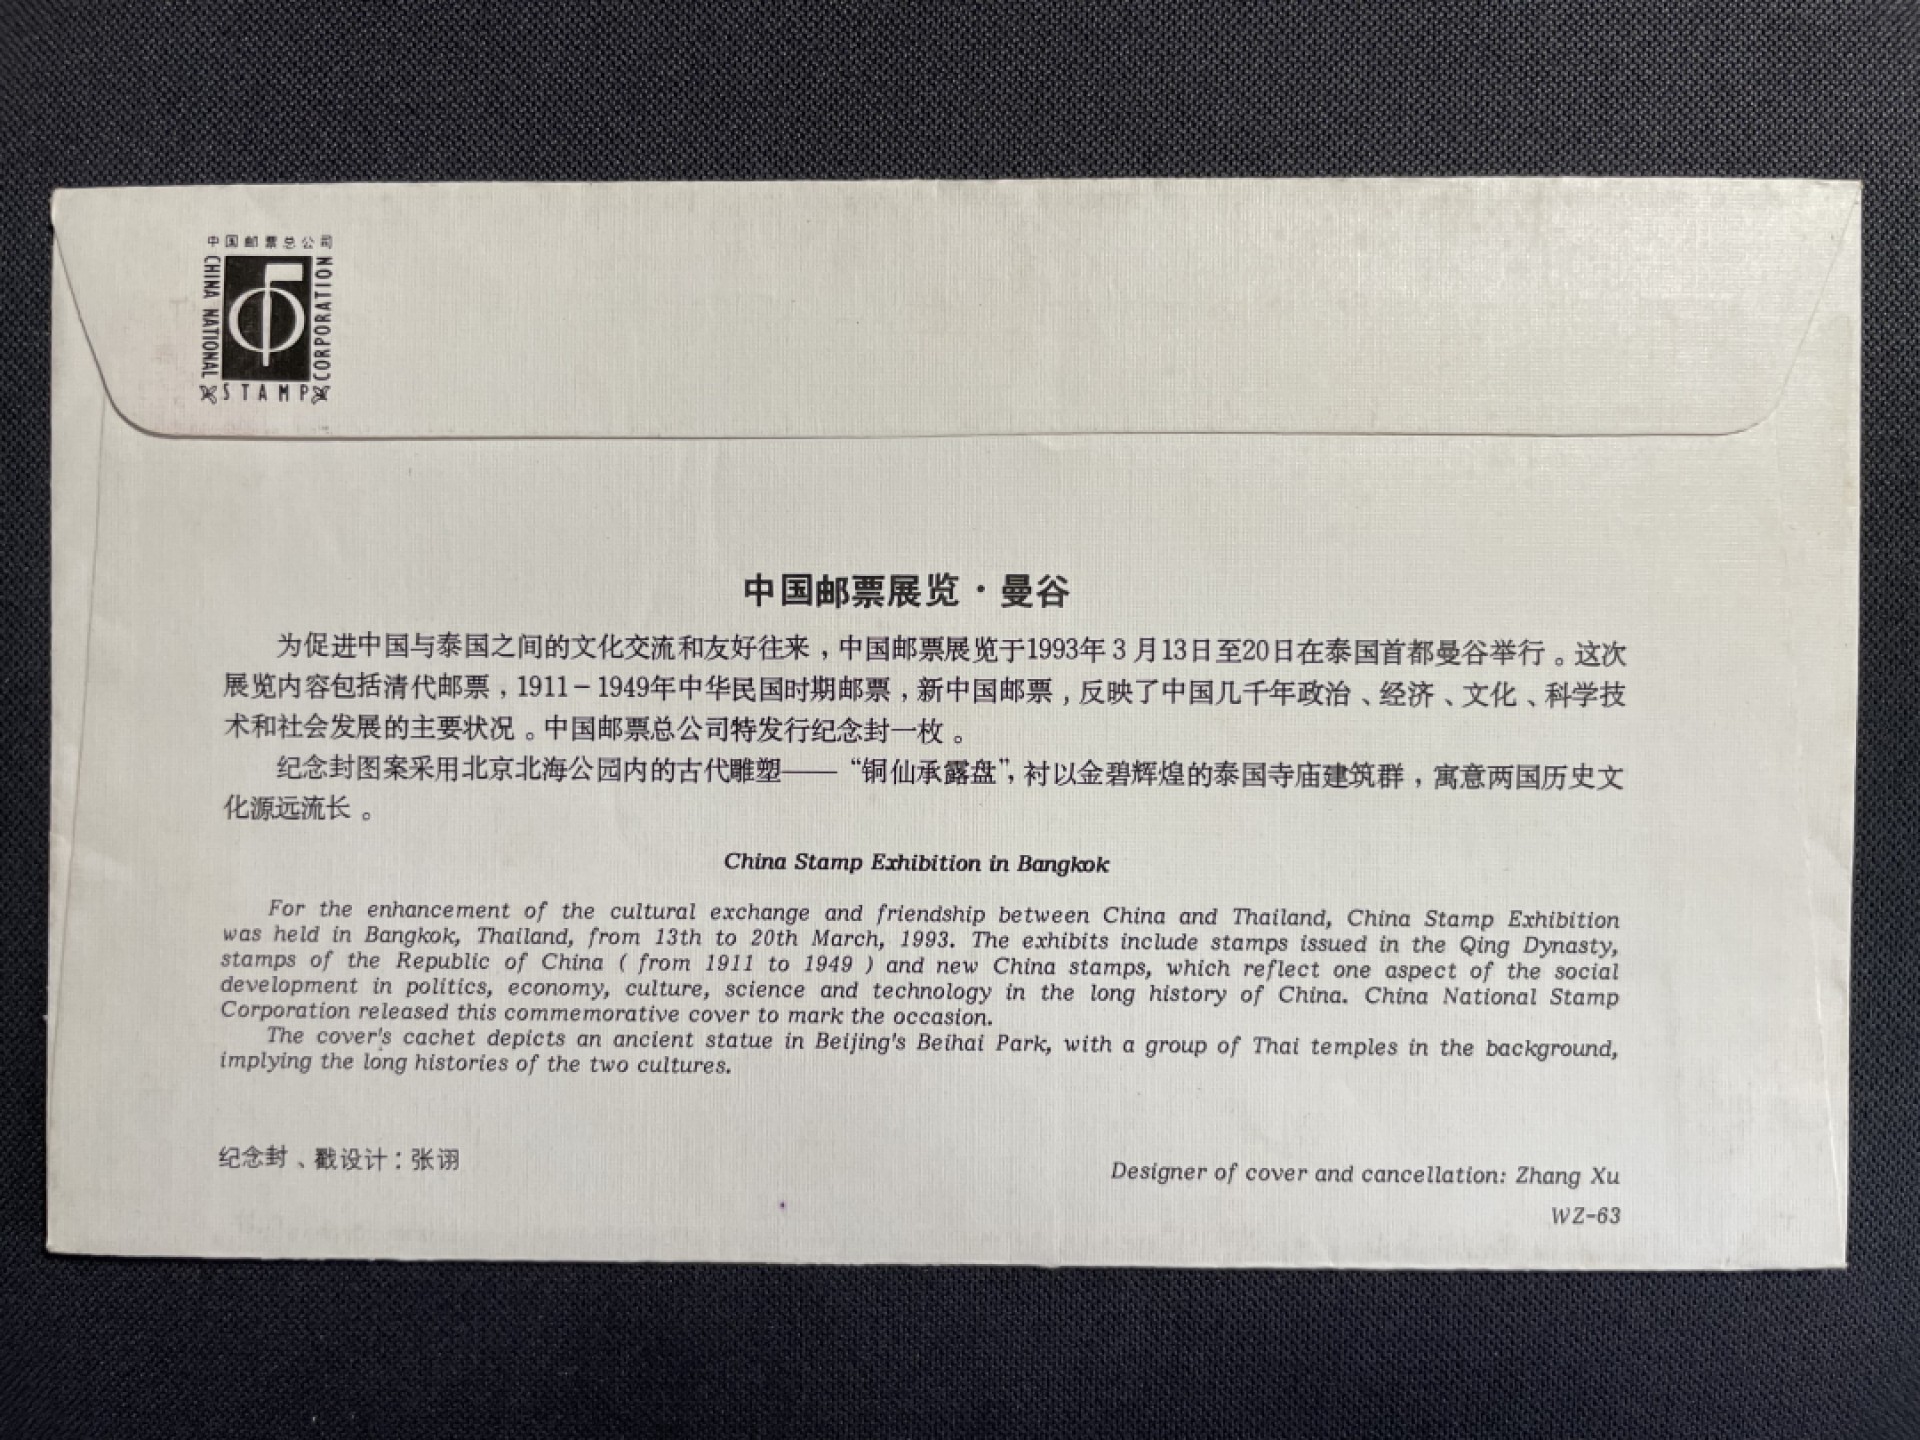 中国邮票总公司
CHINA NATIONAL
STAMP
CORPORATION
中国邮票展览·曼谷
为促进中国与泰国之间的文化交流和友好往来，中国邮票展览于1993年3月13日至20日在泰国首都曼谷举行。这次
展览内容包括清代邮票，1911－1949年中华民国时期邮票，新中国邮票，反映了中国几千年政治、经济、文化、科学技
术和社会发展的主要状况。中国邮票总公司特发行纪念封一枚。
纪念封图案采用北京北海公园内的古代雕塑——“铜仙承露盘”，衬以金碧辉煌的泰国寺庙建筑群，寓意两国历史文
化源远流长。
China Stamp Exhibition in Bangkok
For the enhancement of the cultural exchange and friendship between China and Thailand, China Stamp Exhibition
was held in Bangkok, Thailand, from 13th to 20th March, 1993. The exhibits include stamps issued in the Qing Dynasty,
stamps of the Republic of China ( from 1911 to 1949 ) and new China stamps, which reflect one aspect of the social
development in politics, economy, culture, science and technology in the long history of China. China National Stamp
Corporation released this commemorative cover to mark the occasion.
The cover's cachet depicts an ancient statue in Beijing's Beihai Park, with a group of Thai temples in the background,
implying the long histories of the two cultures.
纪念封、戳设计：张诩
Designer of cover and cancellation: Zhang Xu
WZ-63